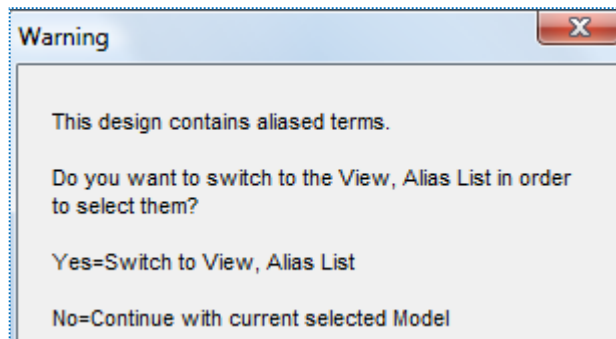 Warning
This design contains aliased terms.
Do you want to switch to the View, Alias List in order
to select them?
Yes=Switch to View, Alias List
No=Continue with current selected Model